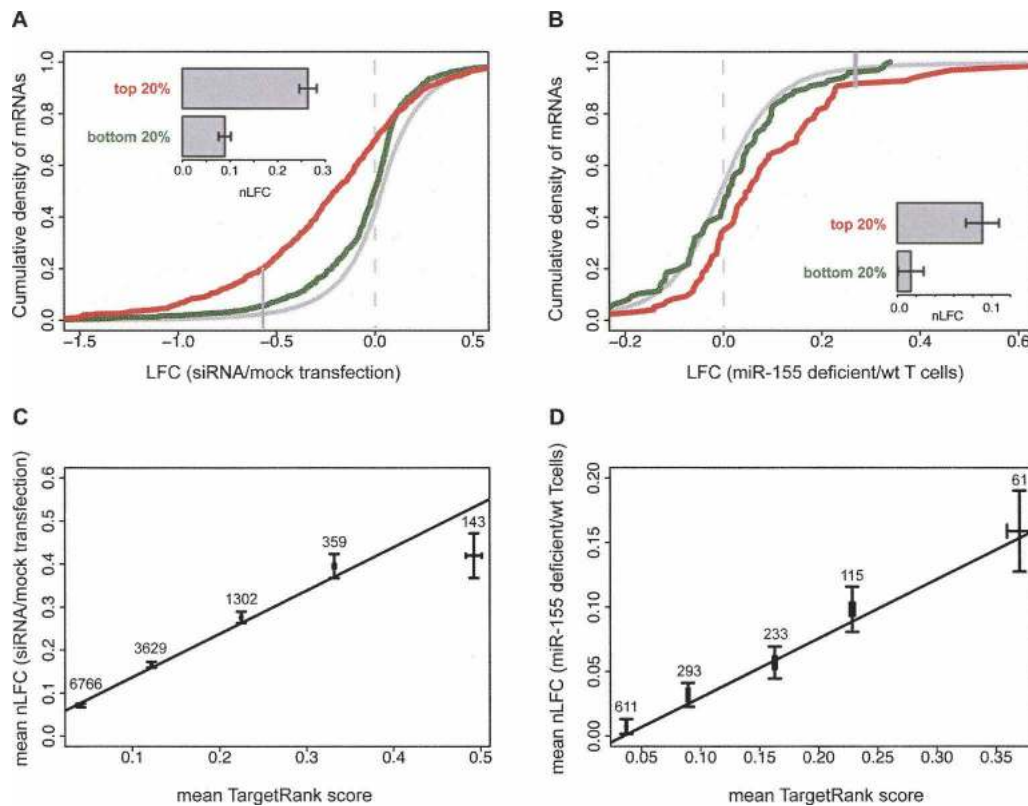 A
Cumulative density of mRNAs
1.0
0.8
0.6
0.4
0.2
0.0
top 20%
bottom 20%
0.0 0.1 0.2 0.3
nLFC
−1.5 −1.0 −0.5 0.0 0.5
LFC (siRNA/mock transfection)
B
Cumulative density of mRNAs
1.0
0.8
0.6
0.4
0.2
0.0
top 20%
bottom 20%
0.0 0.1
nLFC
−0.2 0.0 0.2 0.4 0.6
LFC (miR-155 deficient/wt T cells)
C
mean nLFC (siRNA/mock transfection)
0.6
0.5
0.4
0.3
0.2
0.1
0.0
6766
3629
1302
359
143
0.1 0.2 0.3 0.4 0.5
mean TargetRank score
D
mean nLFC (miR-155 deficient/wt Tcells)
0.20
0.15
0.10
0.05
0.00
611
293
233
115
61
0.05 0.10 0.15 0.20 0.25 0.30 0.35
mean TargetRank score